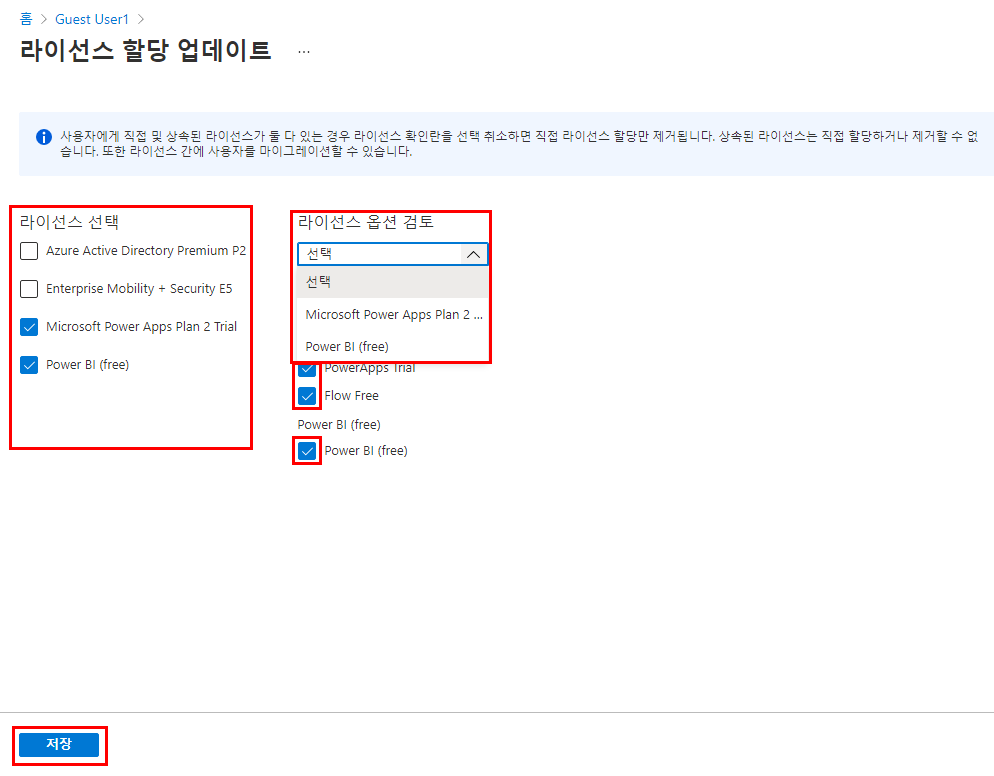 홈 > Guest User1 >
라이선스 할당 업데이트 ...
사용자에게 직접 및 상속된 라이선스가 둘 다 있는 경우 라이선스 확인란을 선택 취소하면 직접 라이선스 할당만 제거됩니다. 상속된 라이선스는 직접 할당하거나 제거할 수 없
습니다. 또한 라이선스 간에 사용자를 마이그레이션할 수 있습니다.
라이선스 선택
Azure Active Directory Premium P2
Enterprise Mobility + Security E5
Microsoft Power Apps Plan 2 Trial
Power BI (free)
라이선스 옵션 검토
선택
선택
Microsoft Power Apps Plan 2 ...
Power BI (free)
PowerApps Trial
Flow Free
Power BI (free)
Power BI (free)
저장